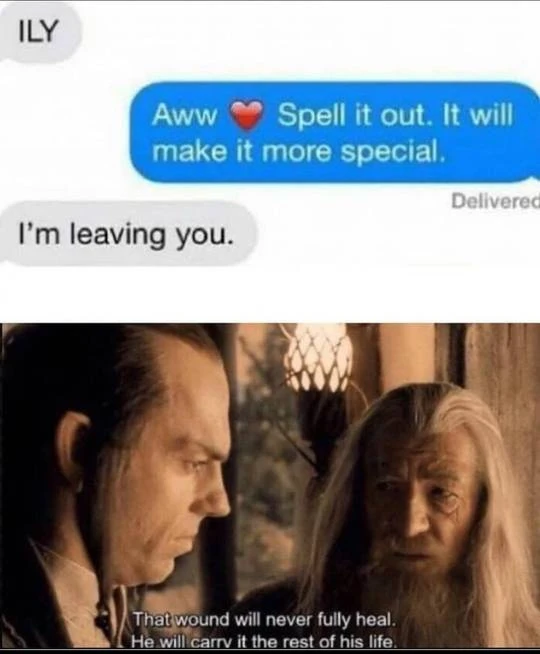 ILY
Aww ❤️ Spell it out. It will
make it more special.
Delivered
I'm leaving you.
That wound will never fully heal.
He will carry it the rest of his life.